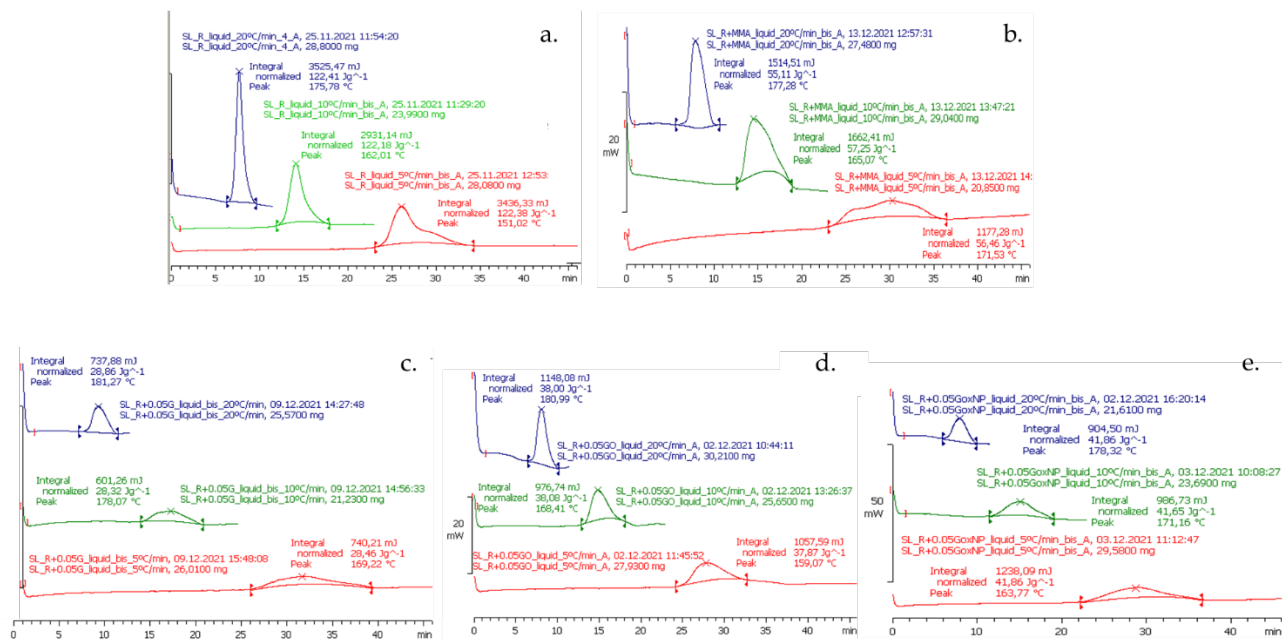 a.
SL_R_liquid_20ºC/min_4_A, 25.11.2021 11:54:20
SL_R_liquid_20ºC/min_4_A, 28,8000 mg
Integral 3525,47 mJ
normalized 122,41 Jg^-1
Peak 175,78 °C
SL_R_liquid_10ºC/min_bis_A, 25.11.2021 11:29:20
SL_R_liquid_10ºC/min_bis_A, 23,9900 mg
Integral 2931,14 mJ
normalized 122,18 Jg^-1
Peak 162,01 °C
SL_R_liquid_5ºC/min_bis_A, 25.11.2021 12:53:
SL_R_liquid_5ºC/min_bis_A, 28,0800 mg
Integral 3436,33 mJ
normalized 122,38 Jg^-1
Peak 151,02 °C
0 5 10 15 20 25 30 35 40 min
b.
SL_R+MMA_liquid_20ºC/min_bis_A, 13.12.2021 12:57:31
SL_R+MMA_liquid_20ºC/min_bis_A, 27,4800 mg
Integral 1514,51 mJ
normalized 55,11 Jg^-1
Peak 177,28 °C
SL_R+MMA_liquid_10ºC/min_bis_A, 13.12.2021 13:47:21
SL_R+MMA_liquid_10ºC/min_bis_A, 29,0400 mg
Integral 1662,41 mJ
normalized 57,25 Jg^-1
Peak 165,07 °C
20
mW
SL_R+MMA_liquid_5ºC/min_bis_A, 13.12.2021 14:
SL_R+MMA_liquid_5ºC/min_bis_A, 20,8500 mg
Integral 1177,28 mJ
normalized 56,46 Jg^-1
Peak 171,53 °C
0 5 10 15 20 25 30 35 40 min
c.
Integral 737,88 mJ
normalized 28,86 Jg^-1
Peak 181,27 °C
SL_R+0.05G_liquid_bis_20ºC/min, 09.12.2021 14:27:48
SL_R+0.05G_liquid_bis_20ºC/min, 25,5700 mg
Integral 601,26 mJ
normalized 28,32 Jg^-1
Peak 178,07 °C
SL_R+0.05G_liquid_bis_10ºC/min, 09.12.2021 14:56:33
SL_R+0.05G_liquid_bis_10ºC/min, 21,2300 mg
SL_R+0.05G_liquid_bis_5ºC/min, 09.12.2021 15:48:08
SL_R+0.05G_liquid_bis_5ºC/min, 26,0100 mg
Integral 740,21 mJ
normalized 28,46 Jg^-1
Peak 169,22 °C
0 5 10 15 20 25 30 35 40 min
d.
Integral 1148,08 mJ
normalized 38,00 Jg^-1
Peak 180,99 °C
SL_R+0.05GO_liquid_20ºC/min_A, 02.12.2021 10:44:11
SL_R+0.05GO_liquid_20ºC/min_A, 30,2100 mg
Integral 976,74 mJ
normalized 38,08 Jg^-1
Peak 168,41 °C
SL_R+0.05GO_liquid_10ºC/min_A, 02.12.2021 13:26:37
SL_R+0.05GO_liquid_10ºC/min_A, 25,6500 mg
20
mW
SL_R+0.05GO_liquid_5ºC/min_A, 02.12.2021 11:45:52
SL_R+0.05GO_liquid_5ºC/min_A, 27,9300 mg
Integral 1057,59 mJ
normalized 37,87 Jg^-1
Peak 159,07 °C
0 5 10 15 20 25 30 35 40 min
e.
SL_R+0.05GoxNP_liquid_20ºC/min_A, 02.12.2021 16:20:14
SL_R+0.05GoxNP_liquid_20ºC/min_A, 21,6100 mg
Integral 904,50 mJ
normalized 41,86 Jg^-1
Peak 178,32 °C
SL_R+0.05GoxNP_liquid_10ºC/min_A, 03.12.2021 10:08:27
SL_R+0.05GoxNP_liquid_10ºC/min_A, 23,6900 mg
Integral 986,73 mJ
normalized 41,65 Jg^-1
Peak 171,16 °C
50
mW
SL_R+0.05GoxNP_liquid_5ºC/min_A, 03.12.2021 11:12:47
SL_R+0.05GoxNP_liquid_5ºC/min_A, 29,5800 mg
Integral 1238,09 mJ
normalized 41,86 Jg^-1
Peak 163,77 °C
0 5 10 15 20 25 30 35 40 min